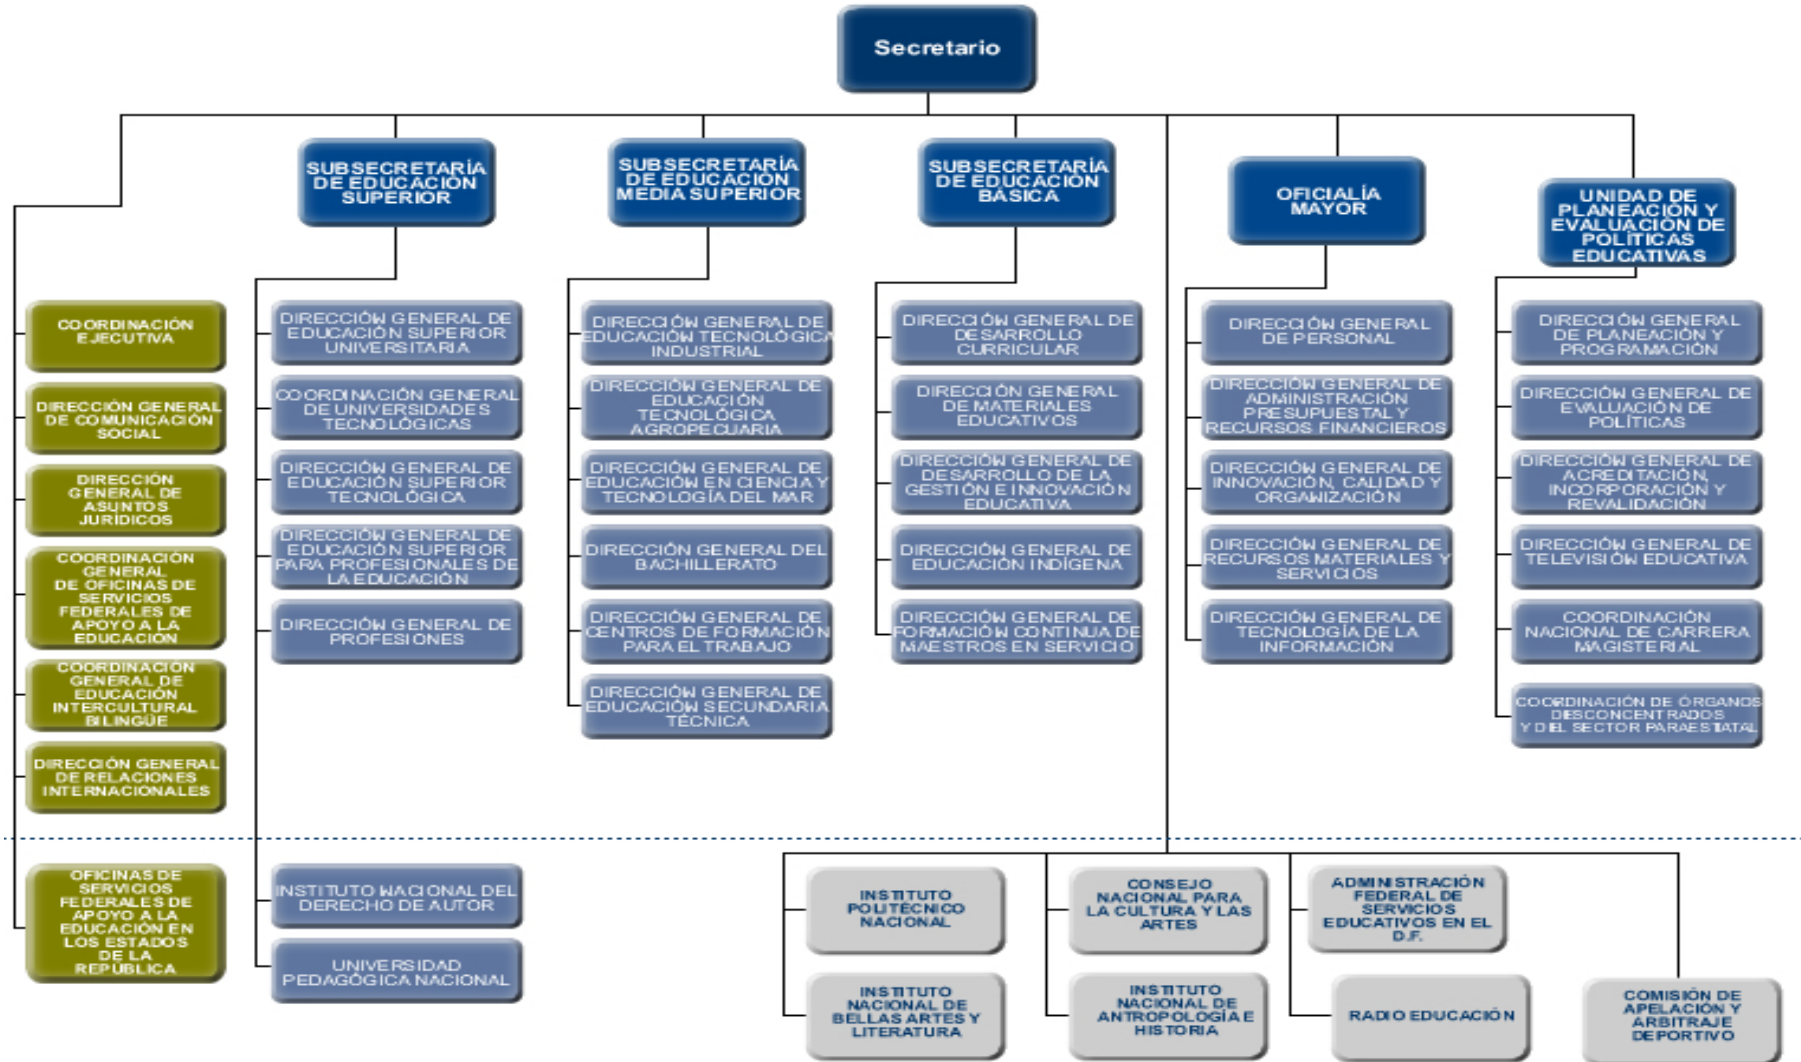 Secretario
SUBSECRETARÍA
DE EDUCACIÓN
SUPERIOR
SUBSECRETARÍA
DE EDUCACIÓN
MEDIA SUPERIOR
SUBSECRETARÍA
DE EDUCACIÓN
BÁSICA
OFICIALÍA
MAYOR
UNIDAD DE
PLANEACIÓN Y
EVALUACIÓN DE
POLÍTICAS
EDUCATIVAS
COORDINACIÓN
EJECUTIVA
DIRECCIÓN GENERAL
DE COMUNICACIÓN
SOCIAL
DIRECCIÓN
GENERAL DE
ASUNTOS
JURÍDICOS
COORDINACIÓN
GENERAL
DE OFICINAS DE
SERVICIOS
FEDERALES DE
APOYO A LA
EDUCACIÓN
COORDINACIÓN
GENERAL DE
EDUCACIÓN
INTERCULTURAL
BILINGÜE
DIRECCIÓN GENERAL
DE RELACIONES
INTERNACIONALES
OFICINAS DE
SERVICIOS
FEDERALES DE
APOYO A LA
EDUCACIÓN EN
LOS ESTADOS
DE LA
REPÚBLICA
DIRECCIÓN GENERAL DE
EDUCACIÓN SUPERIOR
UNIVERSITARIA
COORDINACIÓN GENERAL
DE UNIVERSIDADES
TECNOLÓGICAS
DIRECCIÓN GENERAL DE
EDUCACIÓN SUPERIOR
TECNOLÓGICA
DIRECCIÓN GENERAL DE
EDUCACIÓN SUPERIOR
PARA PROFESIONALES DE
LA EDUCACIÓN
DIRECCIÓN GENERAL DE
PROFESIONES
INSTITUTO NACIONAL DEL
DERECHO DE AUTOR
UNIVERSIDAD
PEDAGÓGICA NACIONAL
DIRECCIÓN GENERAL DE
EDUCACIÓN TECNOLÓGICA
INDUSTRIAL
DIRECCIÓN GENERAL DE
EDUCACIÓN
TECNOLÓGICA
AGROPECUARIA
DIRECCIÓN GENERAL DE
EDUCACIÓN EN CIENCIA Y
TECNOLOGÍA DEL MAR
DIRECCIÓN GENERAL DEL
BACHILLERATO
DIRECCIÓN GENERAL DE
CENTROS DE FORMACIÓN
PARA EL TRABAJO
DIRECCIÓN GENERAL DE
EDUCACIÓN SECUNDARIA
TÉCNICA
DIRECCIÓN GENERAL DE
DESARROLLO
CURRICULAR
DIRECCIÓN GENERAL
DE MATERIALES
EDUCATIVOS
DIRECCIÓN GENERAL DE
DESARROLLO DE LA
GESTIÓN E INNOVACIÓN
EDUCATIVA
DIRECCIÓN GENERAL DE
EDUCACIÓN INDÍGENA
DIRECCIÓN GENERAL DE
FORMACIÓN CONTINUA DE
MAESTROS EN SERVICIO
DIRECCIÓN GENERAL
DE PERSONAL
DIRECCIÓN GENERAL DE
ADMINISTRACIÓN
PRESUPUESTAL Y
RECURSOS FINANCIEROS
DIRECCIÓN GENERAL DE
INNOVACIÓN, CALIDAD Y
ORGANIZACIÓN
DIRECCIÓN GENERAL DE
RECURSOS MATERIALES Y
SERVICIOS
DIRECCIÓN GENERAL DE
TECNOLOGÍA DE LA
INFORMACIÓN
DIRECCIÓN GENERAL
DE PLANEACIÓN Y
PROGRAMACIÓN
DIRECCIÓN GENERAL DE
EVALUACIÓN DE
POLÍTICAS
DIRECCIÓN GENERAL DE
ACREDITACIÓN,
INCORPORACIÓN Y
REVALIDACIÓN
DIRECCIÓN GENERAL DE
TELEVISIÓN EDUCATIVA
COORDINACIÓN
NACIONAL DE CARRERA
MAGISTERIAL
COORDINACIÓN DE ÓRGANOS
DESCONCENTRADOS
Y DEL SECTOR PARAESTATAL
INSTITUTO
POLITÉCNICO
NACIONAL
CONSEJO
NACIONAL PARA
LA CULTURA Y LAS
ARTES
ADMINISTRACIÓN
FEDERAL DE
SERVICIOS
EDUCATIVOS EN EL
D.F.
INSTITUTO
NACIONAL DE
BELLAS ARTES Y
LITERATURA
INSTITUTO
NACIONAL DE
ANTROPOLOGÍA E
HISTORIA
RADIO EDUCACIÓN
COMISIÓN DE
APELACIÓN Y
ARBITRAJE
DEPORTIVO